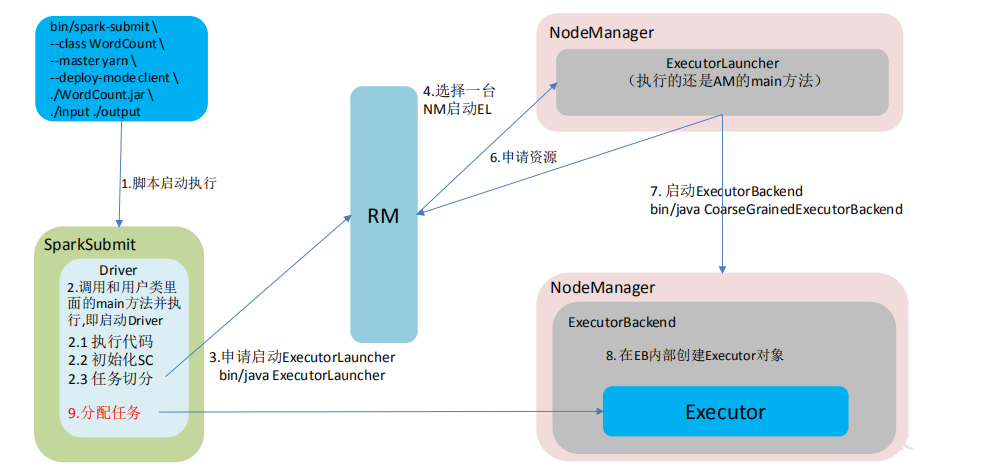 bin/spark-submit \
--class WordCount \
--master yarn \
--deploy-mode client \
./WordCount.jar \
./input ./output
1.脚本启动执行
SparkSubmit
Driver
2.调用和用户类里
面的main方法并执
行,即启动Driver
2.1 执行代码
2.2 初始化SC
2.3 任务切分
9.分配任务
3.申请启动ExecutorLauncher
bin/java ExecutorLauncher
RM
4.选择一台
NM启动EL
NodeManager
ExecutorLauncher
（执行的还是AM的main方法）
6.申请资源
7. 启动ExecutorBackend
bin/java CoarseGrainedExecutorBackend
NodeManager
ExecutorBackend
8. 在EB内部创建Executor对象
Executor